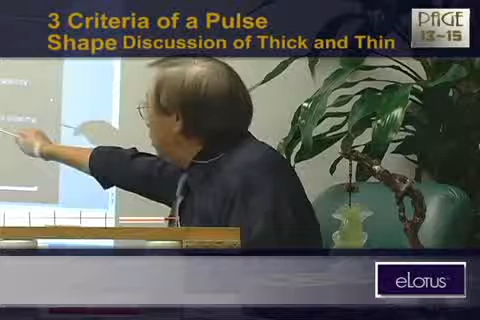 3 Criteria of a Pulse
Shape Discussion of Thick and Thin
PAGE
13~15
eLOTUS